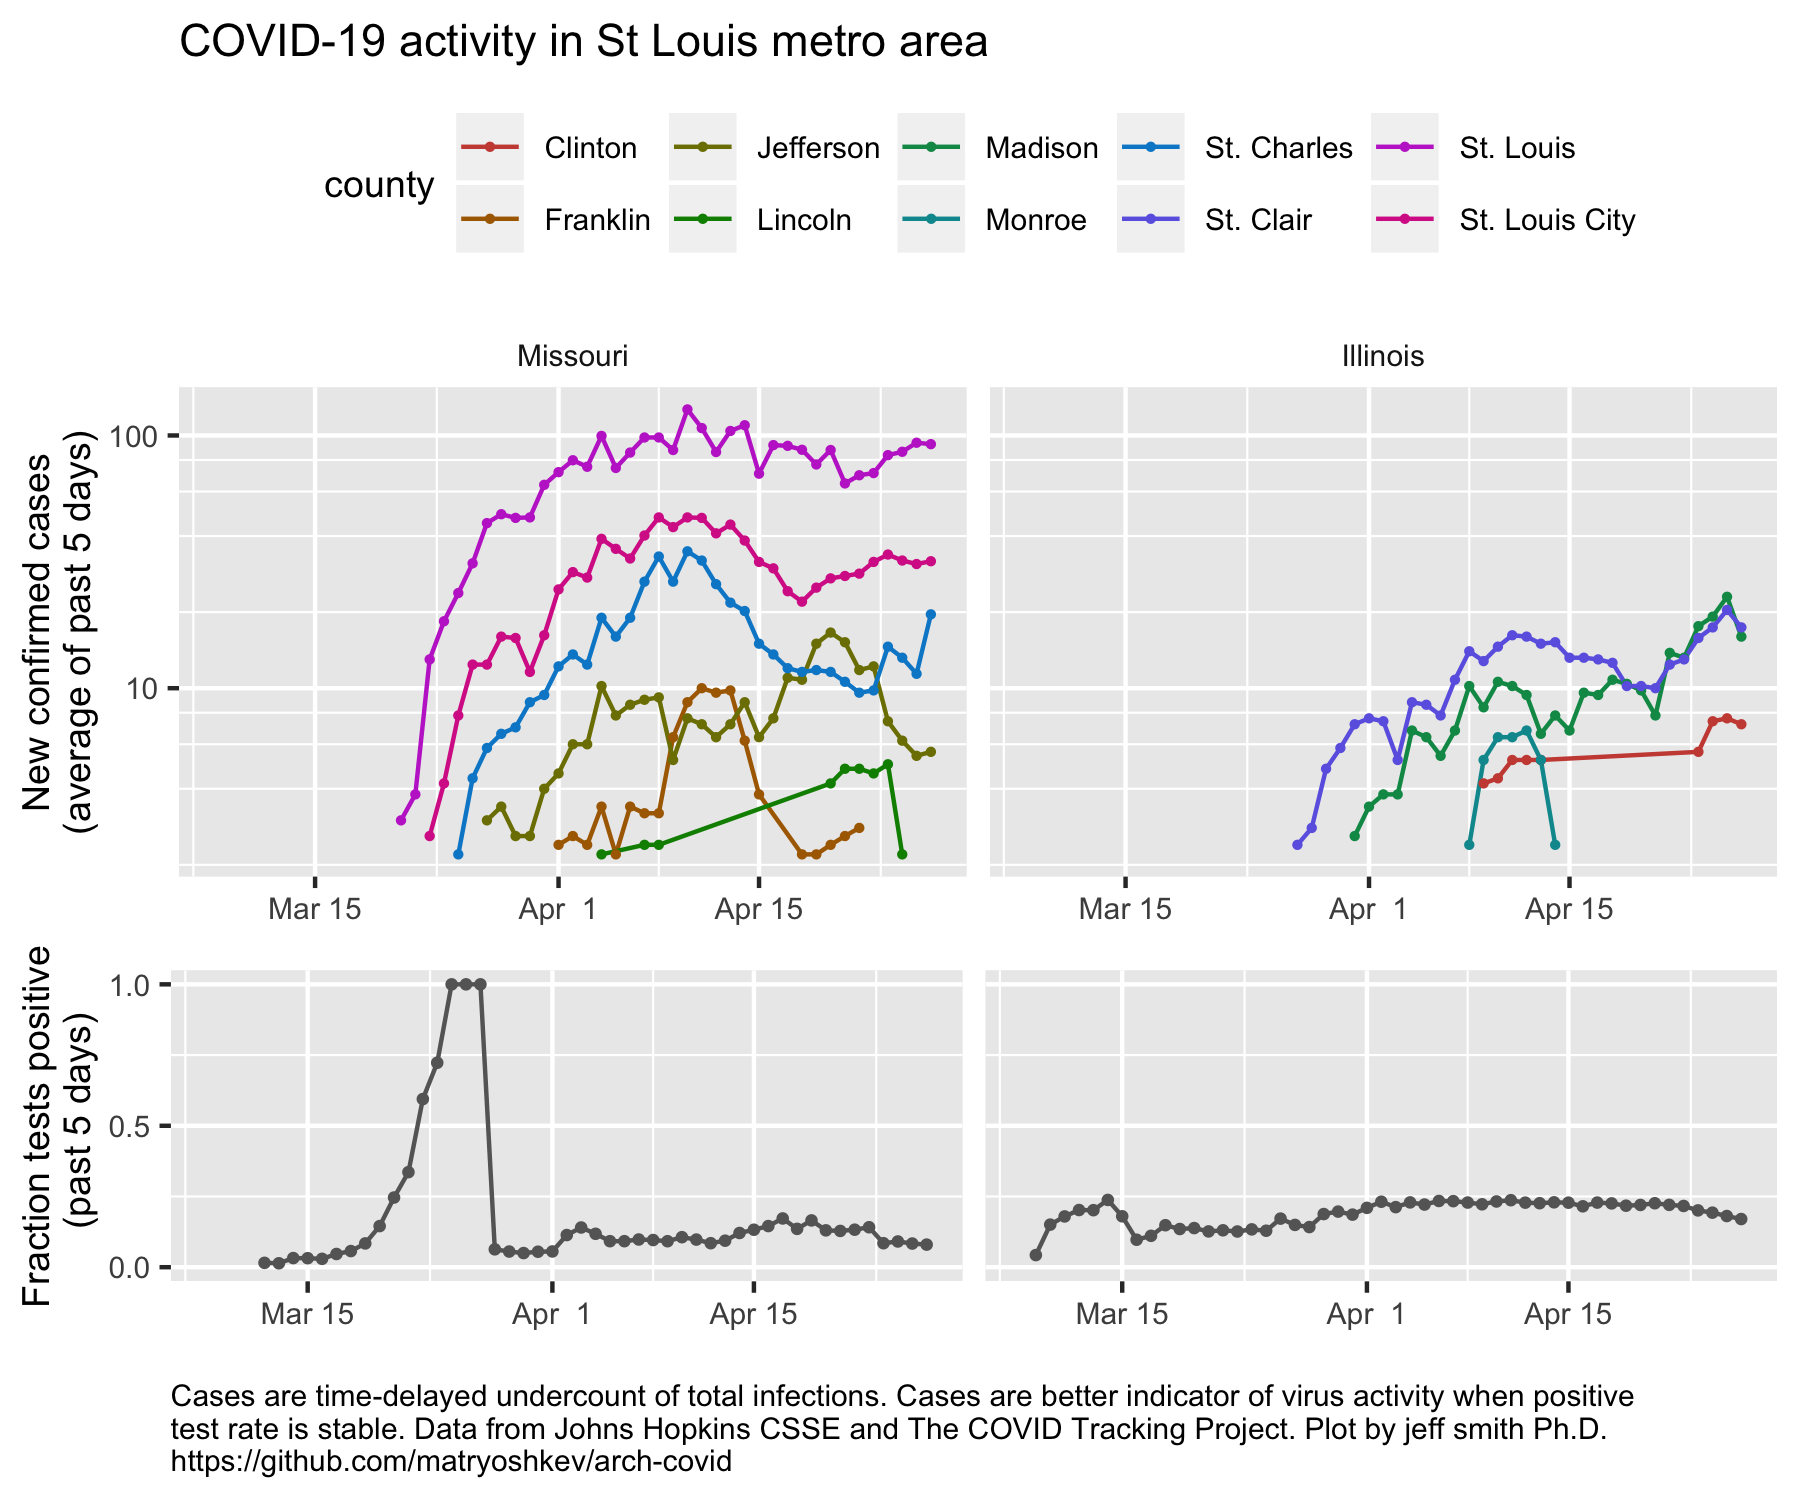 COVID-19 activity in St Louis metro area
county
Clinton
Jefferson
Madison
St. Charles
St. Louis
Franklin
Lincoln
Monroe
St. Clair
St. Louis City
Missouri
Illinois
New confirmed cases
(average of past 5 days)
100
10
Mar 15
Apr 1
Apr 15
Mar 15
Apr 1
Apr 15
Fraction tests positive
(past 5 days)
1.0
0.5
0.0
Mar 15
Apr 1
Apr 15
Mar 15
Apr 1
Apr 15
Cases are time-delayed undercount of total infections. Cases are better indicator of virus activity when positive
test rate is stable. Data from Johns Hopkins CSSE and The COVID Tracking Project. Plot by jeff smith Ph.D.
https://github.com/matryoshkev/arch-covid